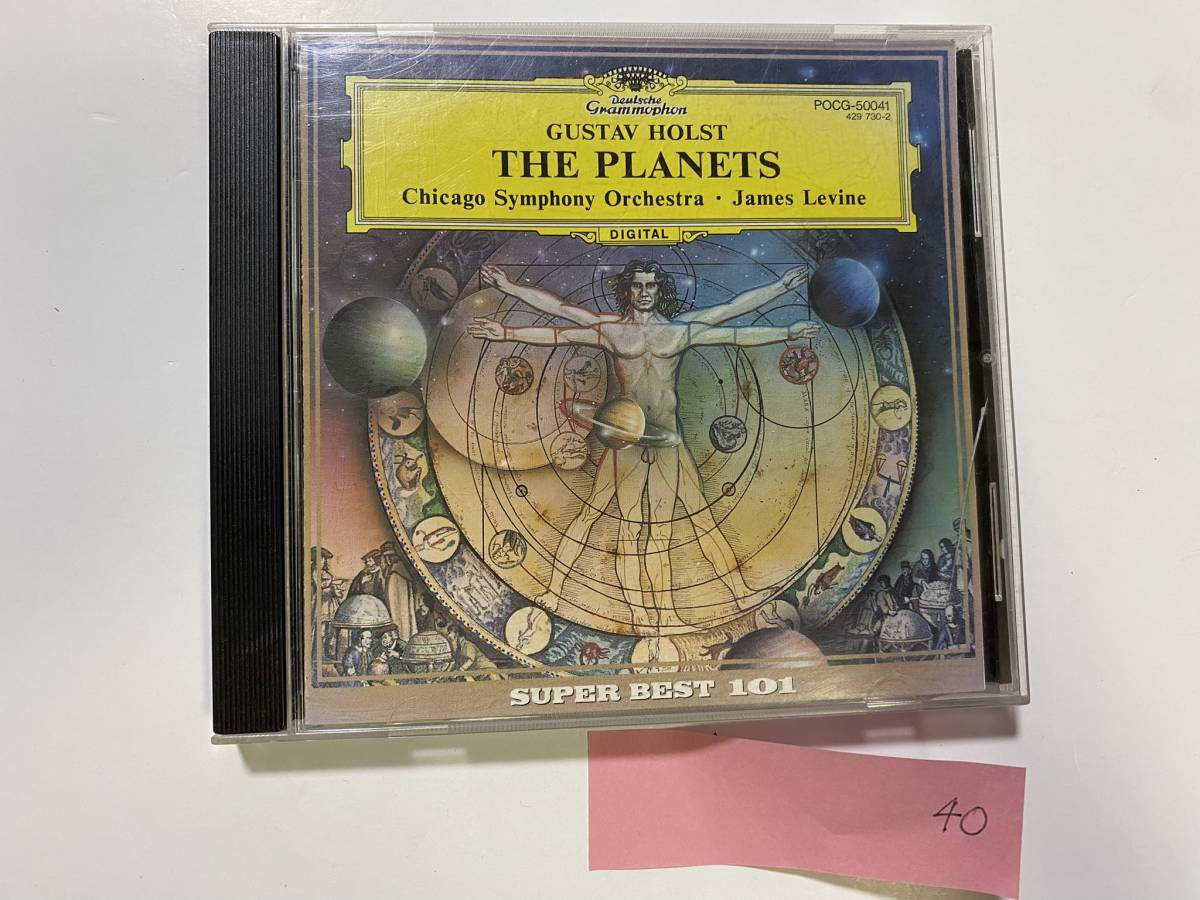 Deutsche
Grammophon
POCG-50041
429 730-2
GUSTAV HOLST
THE PLANETS
Chicago Symphony Orchestra · James Levine
DIGITAL
SUPER BEST 101
40